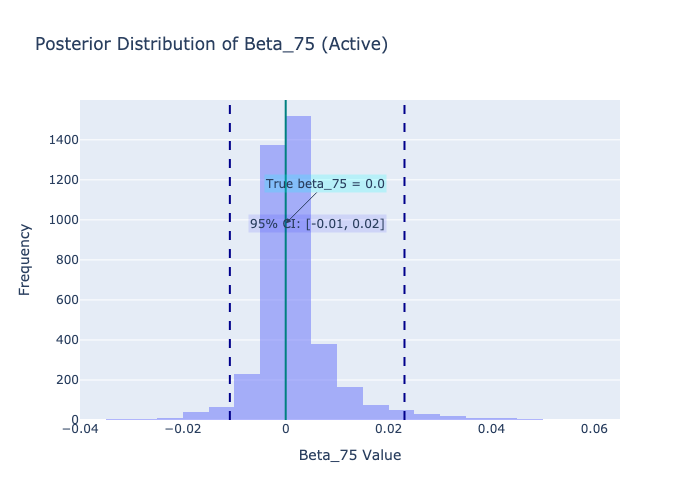 Posterior Distribution of Beta_75 (Active)
1400
1200
1000
800
600
400
200
0
True beta_75 = 0.0
95% CI: [-0.01, 0.02]
Frequency
−0.04
−0.02
0
0.02
0.04
0.06
Beta_75 Value